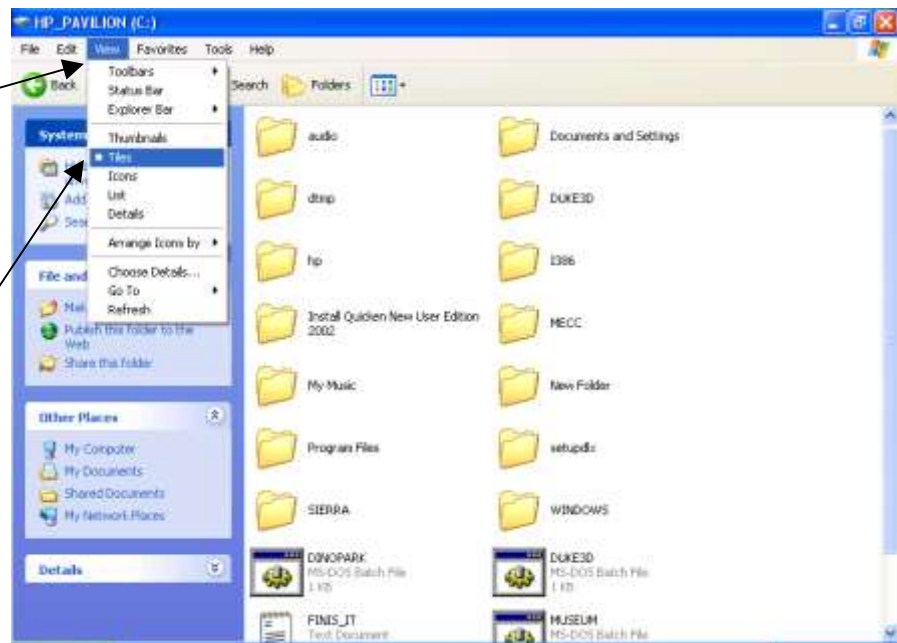 HP_PAVILION (C:)
File Edit View Favorites Tools Help
Back Search Folders
Toolbars
Status Bar
Explorer Bar
Thumbnails
Tiles
Icons
List
Details
Arrange Icons by
Choose Details...
Go To
Refresh
System
Add
File and
Publish this folder to the
Web
Share this folder
Other Places
My Computer
My Documents
Shared Documents
My Network Places
Details
audio Documents and Settings
dtmp DUKE3D
hp I386
Install Quicken New User Edition
2002
MECC
My Music New Folder
Program Files
SIERRA WINDOWS
DINOPARK
MS-DOS Batch File
1 KB
DUKE3D
MS-DOS Batch File
1 KB
FINIS_IT
Text Document
MUSEUM
MS-DOS Batch File